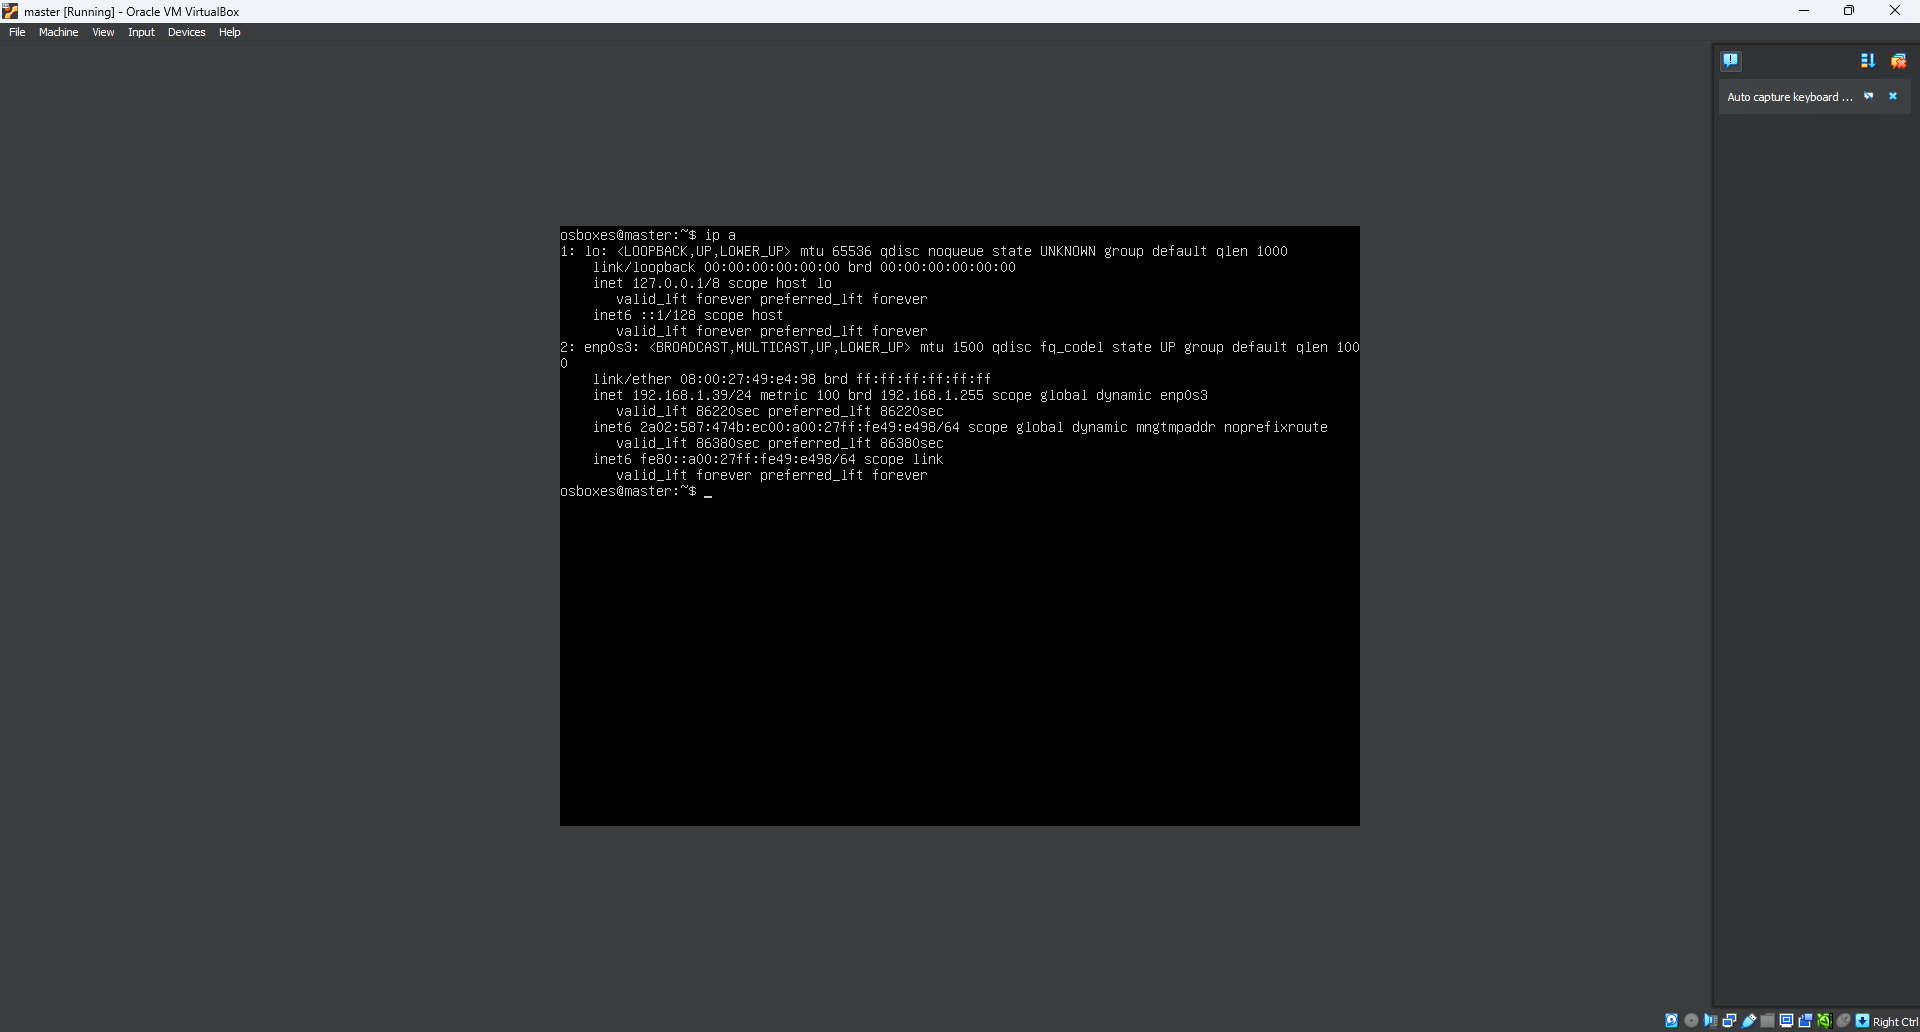 master [Running] - Oracle VM VirtualBox
File Machine View Input Devices Help
Auto capture keyboard ...
osboxes@master:~$ ip a
1: lo: <LOOPBACK,UP,LOWER_UP> mtu 65536 qdisc noqueue state UNKNOWN group default qlen 1000
link/loopback 00:00:00:00:00:00 brd 00:00:00:00:00:00
inet 127.0.0.1/8 scope host lo
valid_lft forever preferred_lft forever
inet6 ::1/128 scope host
valid_lft forever preferred_lft forever
2: enp0s3: <BROADCAST,MULTICAST,UP,LOWER_UP> mtu 1500 qdisc fq_codel state UP group default qlen 100
0
link/ether 08:00:27:49:e4:98 brd ff:ff:ff:ff:ff:ff
inet 192.168.1.39/24 metric 100 brd 192.168.1.255 scope global dynamic enp0s3
valid_lft 86220sec preferred_lft 86220sec
inet6 2a02:587:474b:ec00:a00:27ff:fe49:e498/64 scope global dynamic mngtmpaddr noprefixroute
valid_lft 86380sec preferred_lft 86380sec
inet6 fe80::a00:27ff:fe49:e498/64 scope link
valid_lft forever preferred_lft forever
osboxes@master:~$ _
Right Ctrl